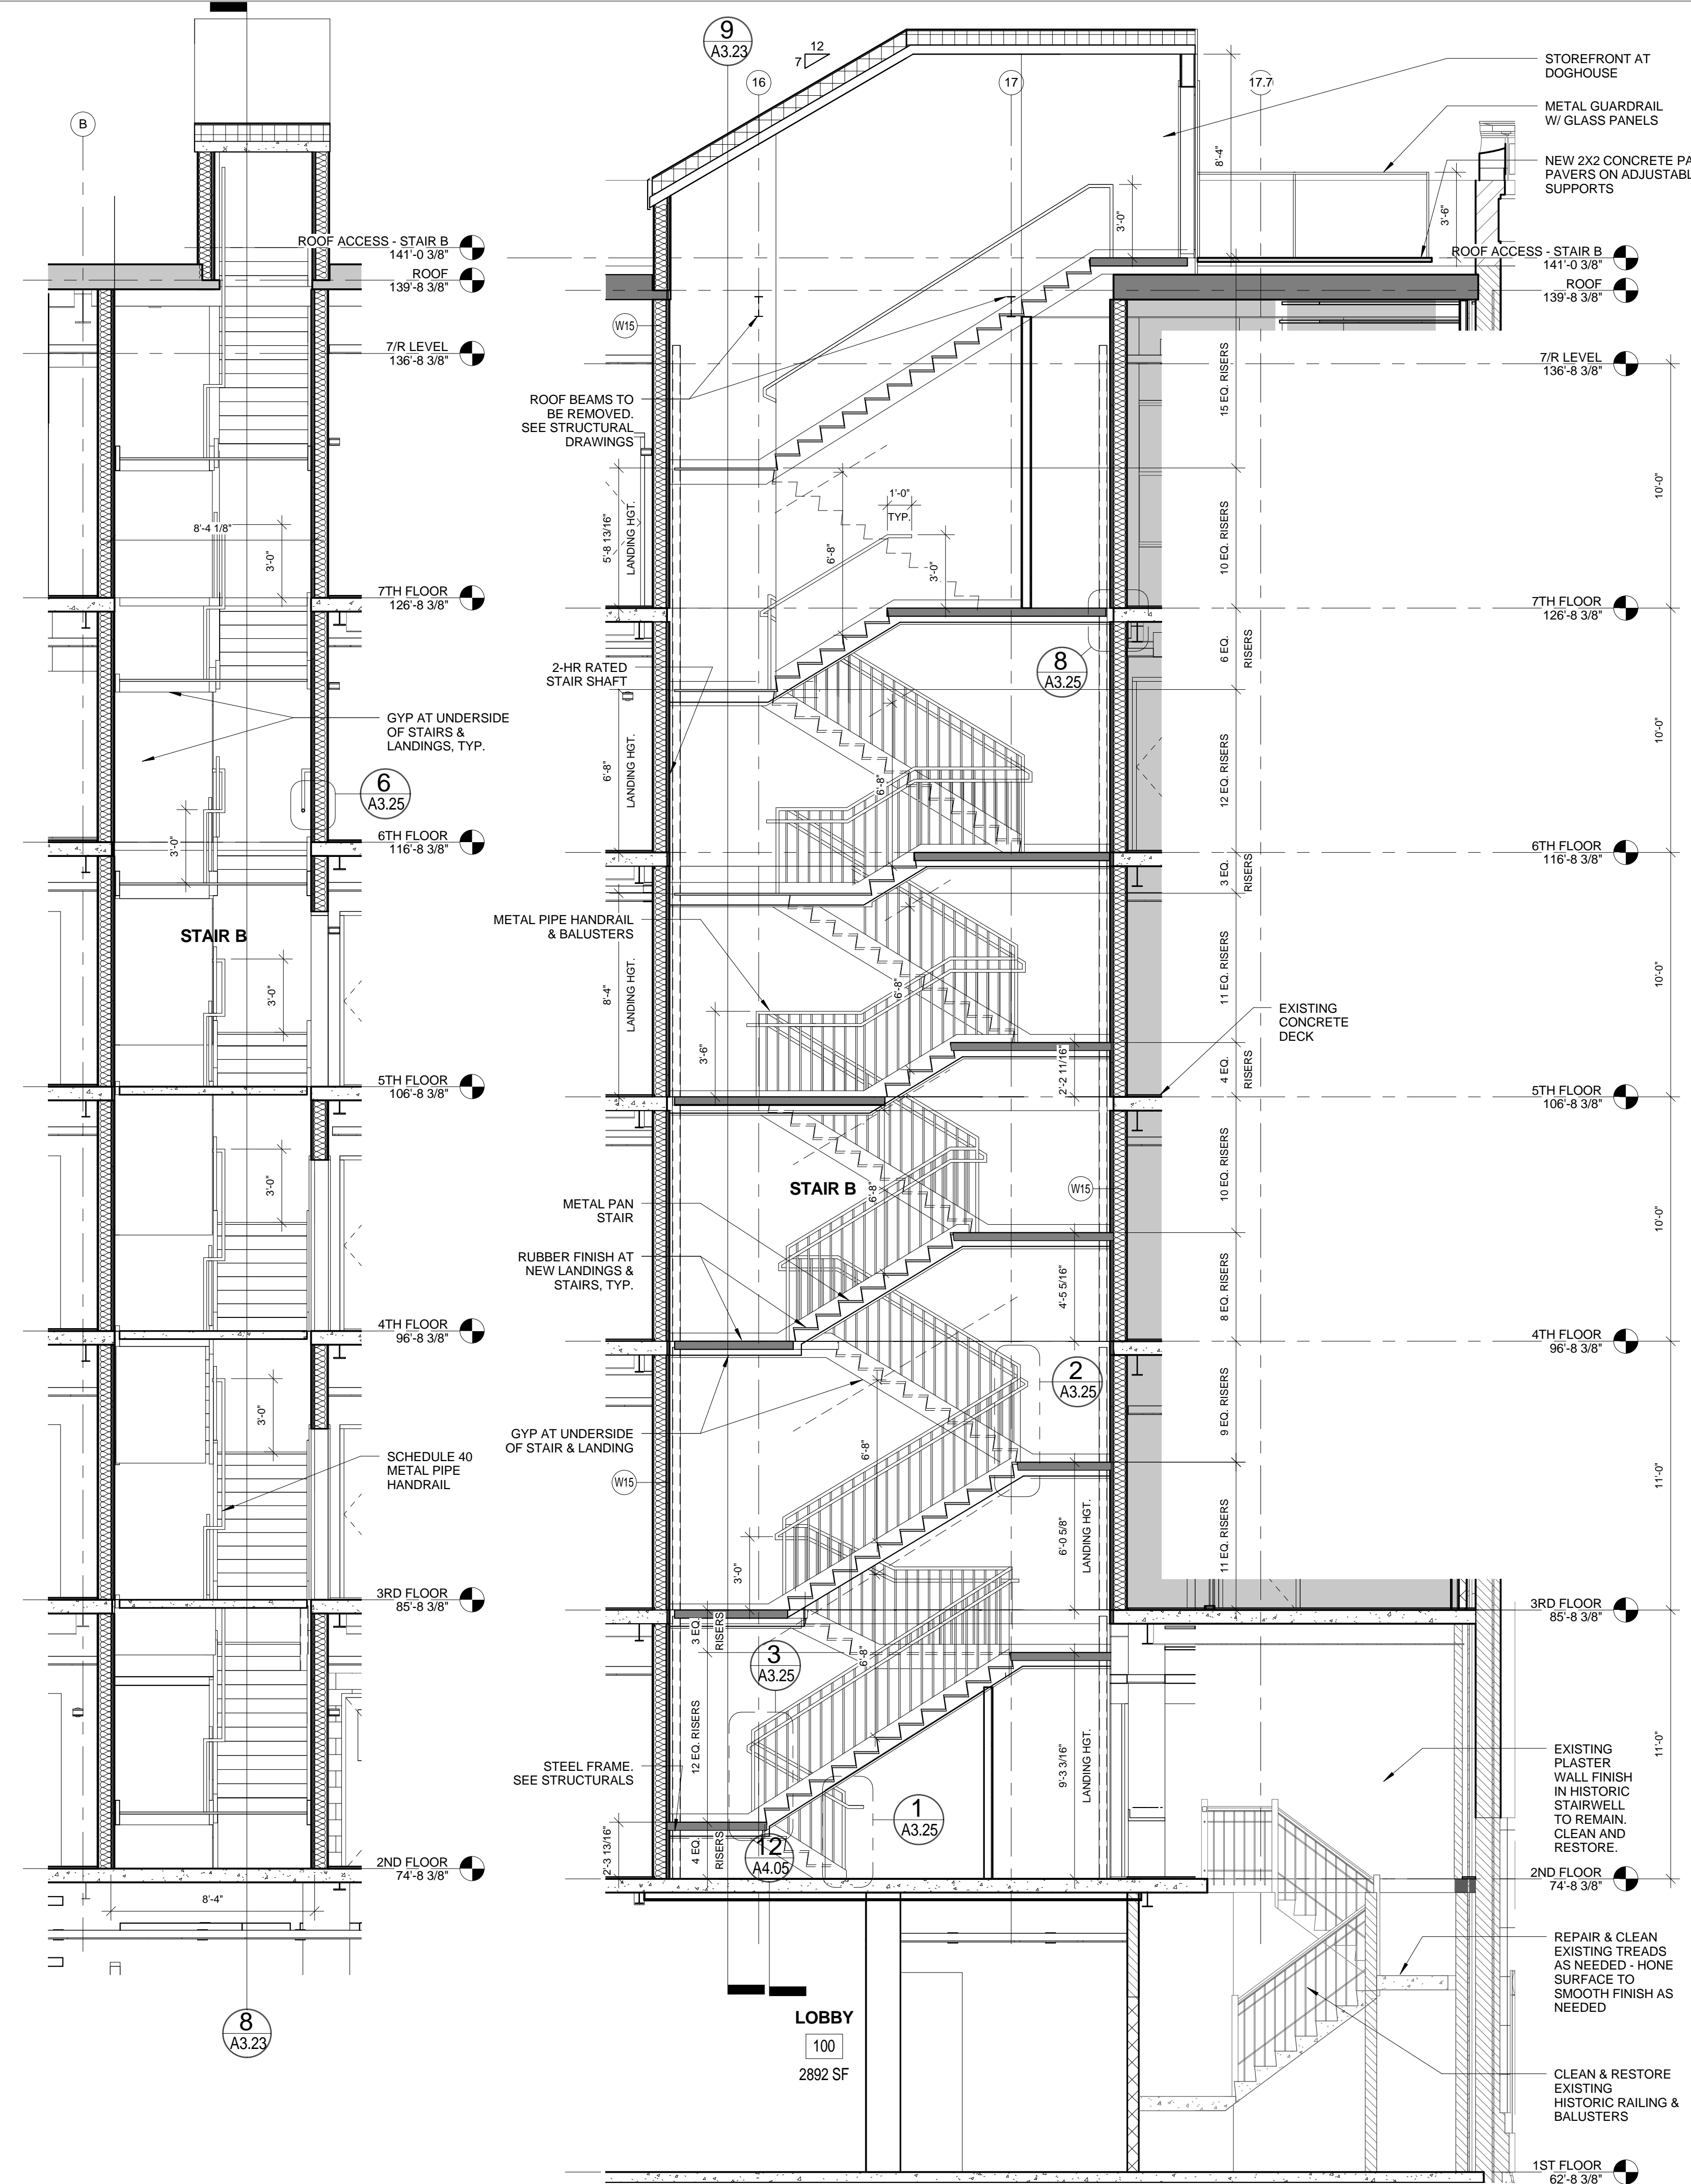 B
ROOF ACCESS - STAIR B
141'-0 3/8"
ROOF
139'-8 3/8"
7/R LEVEL
136'-8 3/8"
8'-4 1/8"
3'-0"
7TH FLOOR
126'-8 3/8"
GYP AT UNDERSIDE
OF STAIRS &
LANDINGS, TYP.
6
A3.25
3'-0"
6TH FLOOR
116'-8 3/8"
STAIR B
3'-0"
5TH FLOOR
106'-8 3/8"
3'-0"
4TH FLOOR
96'-8 3/8"
3'-0"
SCHEDULE 40
METAL PIPE
HANDRAIL
3RD FLOOR
85'-8 3/8"
2ND FLOOR
74'-8 3/8"
8'-4"
8
A3.23
9
A3.23
12
7
16
17
17.7
STOREFRONT AT
DOGHOUSE
METAL GUARDRAIL
W/ GLASS PANELS
NEW 2X2 CONCRETE PA
PAVERS ON ADJUSTABL
SUPPORTS
8'-4"
3'-0"
3'-6"
ROOF ACCESS - STAIR B
141'-0 3/8"
ROOF
139'-8 3/8"
W15
7/R LEVEL
136'-8 3/8"
15 EQ. RISERS
ROOF BEAMS TO
BE REMOVED.
SEE STRUCTURAL
DRAWINGS
5'-8 13/16"
LANDING HGT.
1'-0"
TYP.
6'-8"
3'-0"
10 EQ. RISERS
10'-0"
7TH FLOOR
126'-8 3/8"
6 EQ.
RISERS
2-HR RATED
STAIR SHAFT
8
A3.25
6'-8"
LANDING HGT.
6'-8"
12 EQ. RISERS
10'-0"
6TH FLOOR
116'-8 3/8"
3 EQ.
RISERS
METAL PIPE HANDRAIL
& BALUSTERS
8'-4"
LANDING HGT.
6'-8"
11 EQ. RISERS
10'-0"
3'-6"
2'-2 11/16"
4 EQ.
RISERS
EXISTING
CONCRETE
DECK
5TH FLOOR
106'-8 3/8"
10 EQ. RISERS
STAIR B
6'-8"
W15
METAL PAN
STAIR
10'-0"
RUBBER FINISH AT
NEW LANDINGS &
STAIRS, TYP.
4'-5 5/16"
8 EQ. RISERS
4TH FLOOR
96'-8 3/8"
2
A3.25
9 EQ. RISERS
GYP AT UNDERSIDE
OF STAIR & LANDING
6'-8"
W15
11'-0"
3'-0"
6'-0 5/8"
LANDING HGT.
11 EQ. RISERS
3RD FLOOR
85'-8 3/8"
3 EQ.
RISERS
3
A3.25
6'-8"
12 EQ. RISERS
STEEL FRAME.
SEE STRUCTURALS
9'-3 3/16"
LANDING HGT.
11'-0"
EXISTING
PLASTER
WALL FINISH
IN HISTORIC
STAIRWELL
TO REMAIN.
CLEAN AND
RESTORE.
1
A3.25
2'-3 13/16"
4 EQ.
RISERS
12
A4.05
2ND FLOOR
74'-8 3/8"
REPAIR & CLEAN
EXISTING TREADS
AS NEEDED - HONE
SURFACE TO
SMOOTH FINISH AS
NEEDED
LOBBY
100
2892 SF
CLEAN & RESTORE
EXISTING
HISTORIC RAILING &
BALUSTERS
1ST FLOOR
62'-8 3/8"